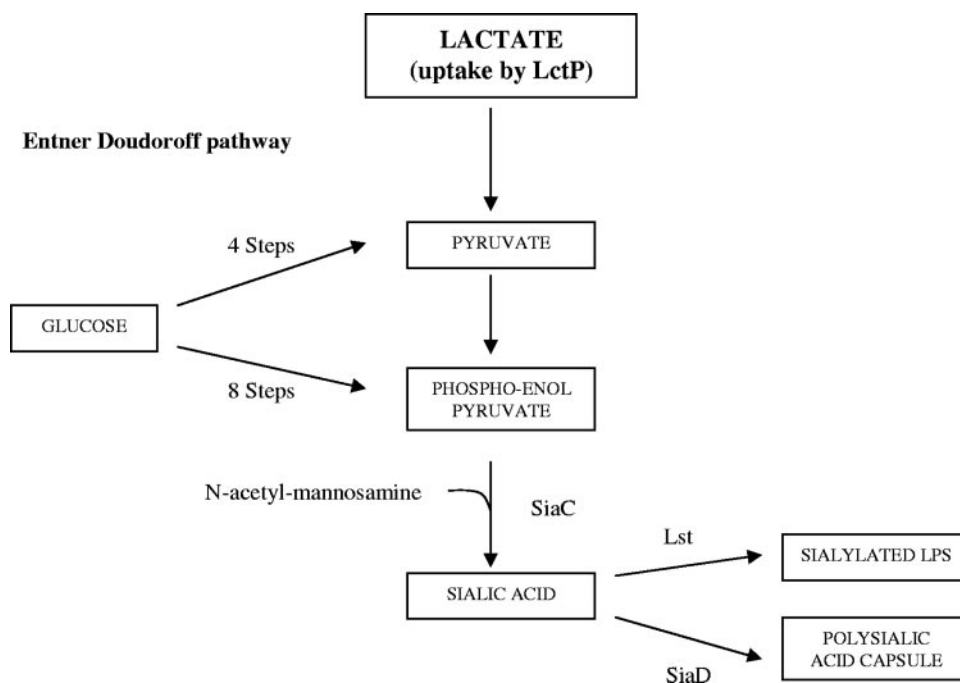 LACTATE
(uptake by LctP)
Entner Doudoroff pathway
4 Steps
PYRUVATE
GLUCOSE
8 Steps
PHOSPHO-ENOL
PYRUVATE
N-acetyl-mannosamine
SiaC
Lst
SIALYLATED LPS
SIALIC ACID
POLYSIALIC
ACID CAPSULE
SiaD